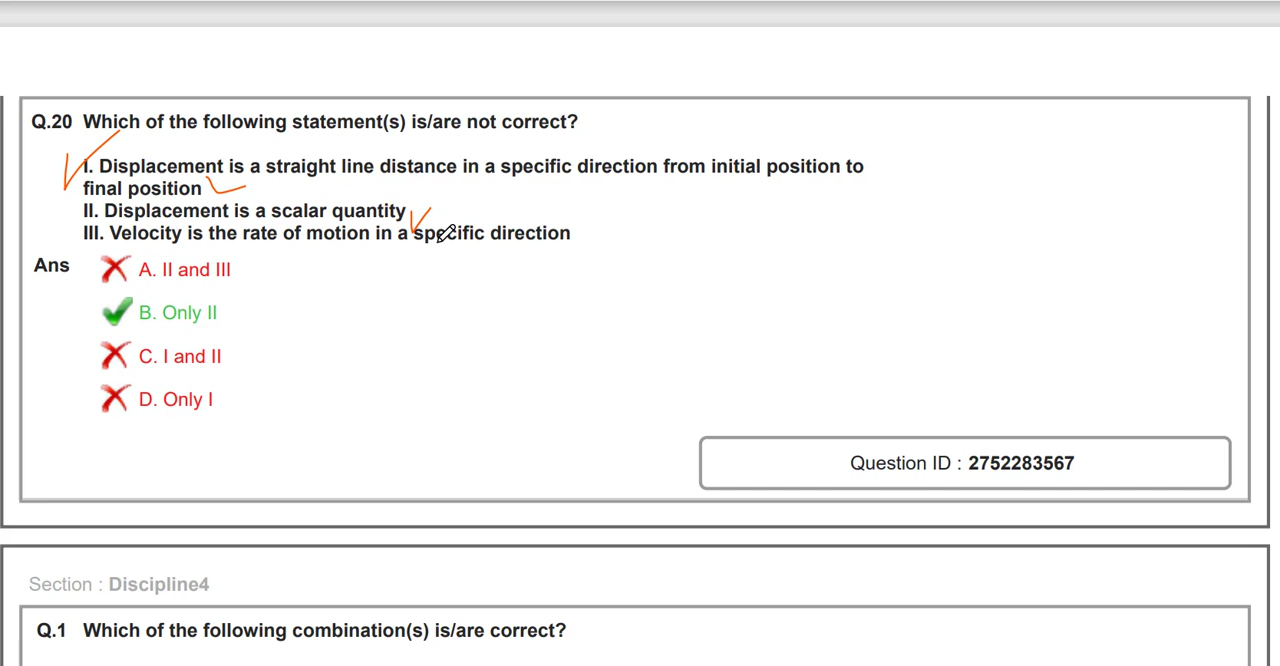 Q.20 Which of the following statement(s) is/are not correct?
I. Displacement is a straight line distance in a specific direction from initial position to
final position
II. Displacement is a scalar quantity
III. Velocity is the rate of motion in a specific direction
Ans A. II and III
B. Only II
C. I and II
D. Only I
Question ID : 2752283567
Section : Discipline4
Q.1 Which of the following combination(s) is/are correct?